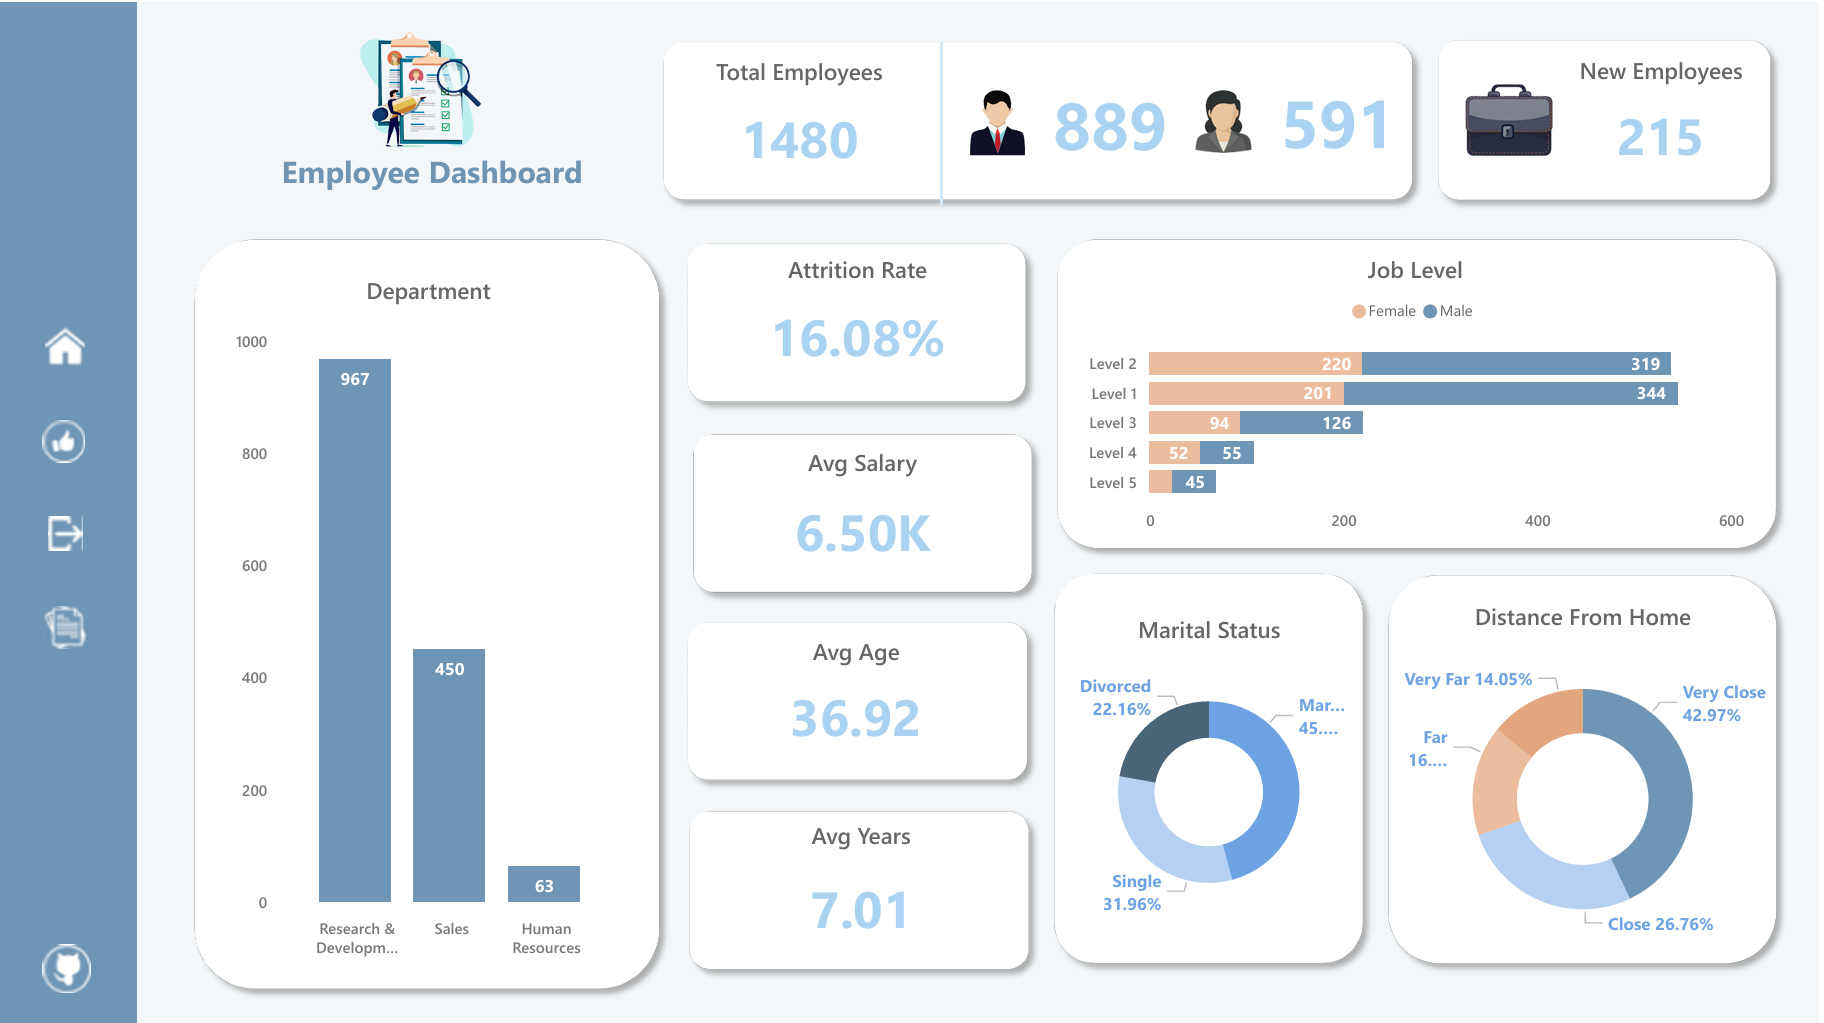 Employee Dashboard
Total Employees
1480
889
591
New Employees
215
Department
1000
800
600
400
200
0
967
450
63
Research &
Developm...
Sales
Human
Resources
Attrition Rate
16.08%
Avg Salary
6.50K
Avg Age
36.92
Avg Years
7.01
Job Level
Female Male
Level 2 220 319
Level 1 201 344
Level 3 94 126
Level 4 52 55
Level 5 45
0 200 400 600
Marital Status
Divorced
22.16%
Mar...
45....
Single
31.96%
Distance From Home
Very Far 14.05%
Very Close
42.97%
Far
16....
Close 26.76%